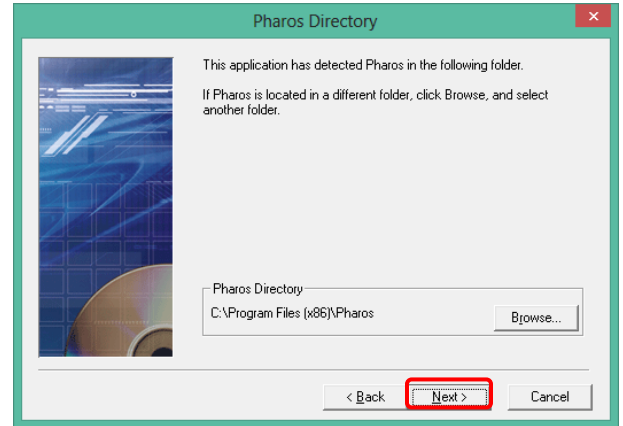 Pharos Directory
This application has detected Pharos in the following folder.
If Pharos is located in a different folder, click Browse, and select
another folder.
Pharos Directory
C:\Program Files (x86)\Pharos
Browse...
< Back
Next >
Cancel